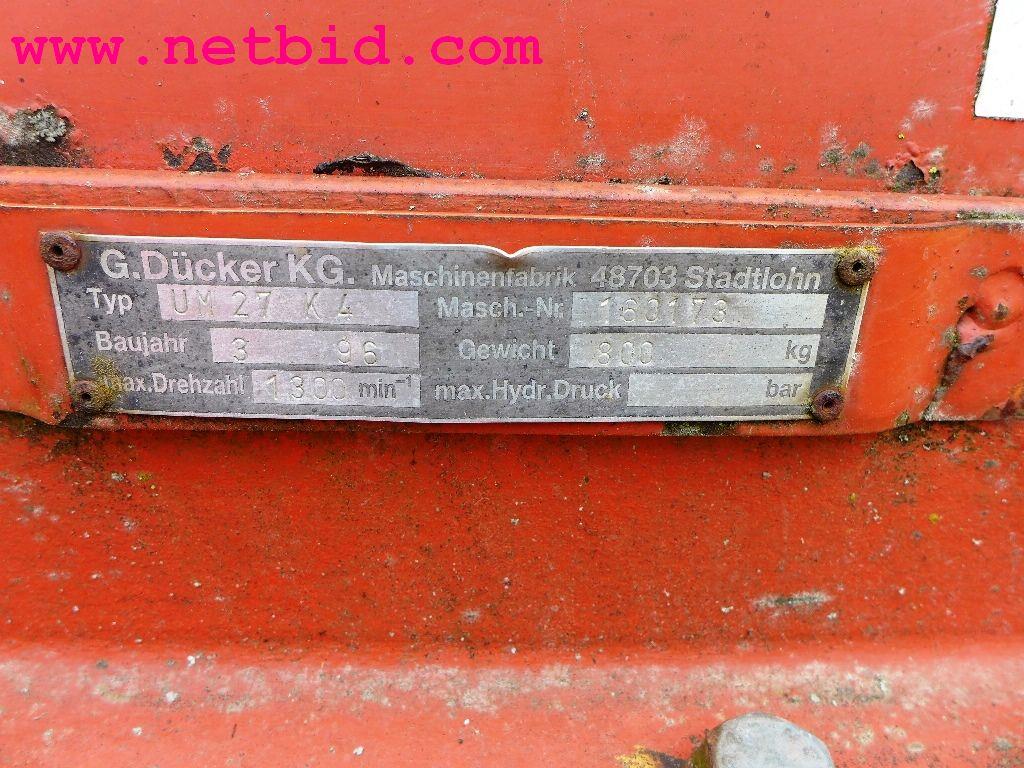 www.netbid.com
G.Dücker KG. Maschinenfabrik 48703 Stadtlohn
Typ UM 27 K 4 Masch.-Nr. 163173
Baujahr 3 96 Gewicht 800 kg
max.Drehzahl 1300 min⁻¹ max.Hydr.Druck bar